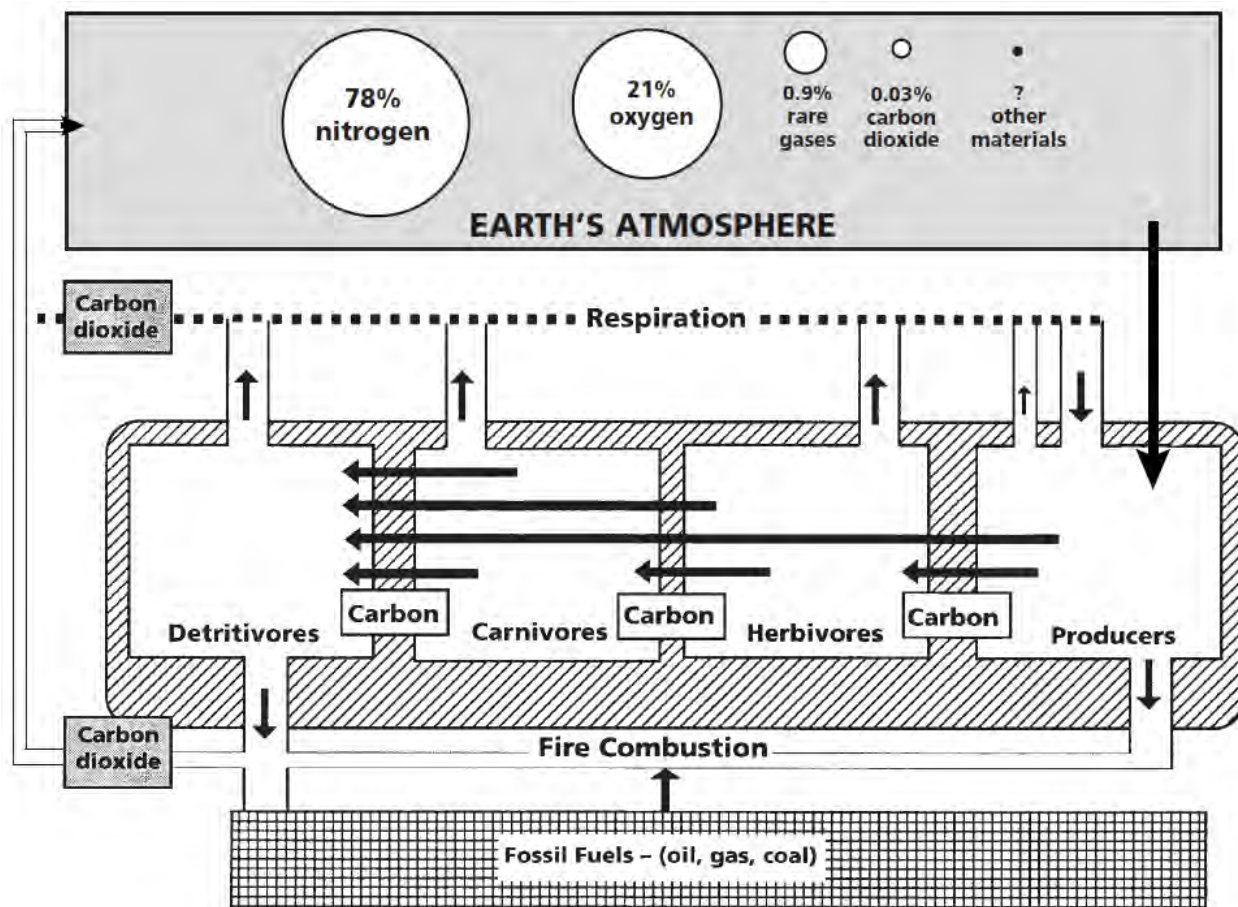 78%
nitrogen
21%
oxygen
0.9%
rare
gases
0.03%
carbon
dioxide
?
other
materials
EARTH'S ATMOSPHERE
Carbon
dioxide
Respiration
Carbon
Carbon
Carbon
Detritivores
Carnivores
Herbivores
Producers
Carbon
dioxide
Fire Combustion
Fossil Fuels – (oil, gas, coal)